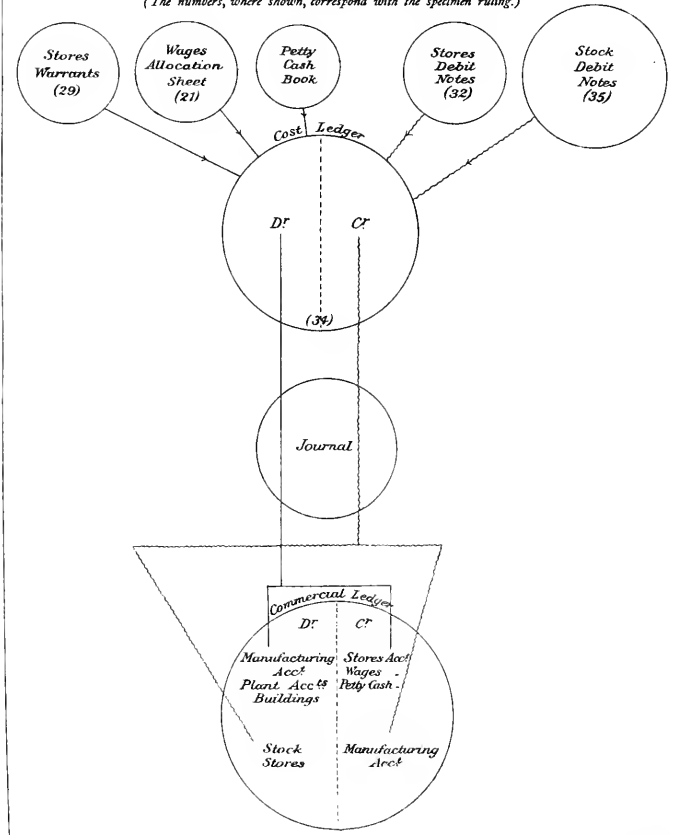 (The numbers, where shown, correspond with the specimen ruling.)
Stores
Warrants
(29)
Wages
Allocation
Sheet
(21)
Petty
Cash
Book
Stores
Debit
Notes
(32)
Stock
Debit
Notes
(35)
Cost Ledger
Dr
Cr
(34)
Journal
Commercial Ledger
Dr
Cr
Manufacturing
Acct
Plant Accts
Buildings
Stores Acct
Wages -
Petty Cash -
Stock
Stores
Manufacturing
Acct